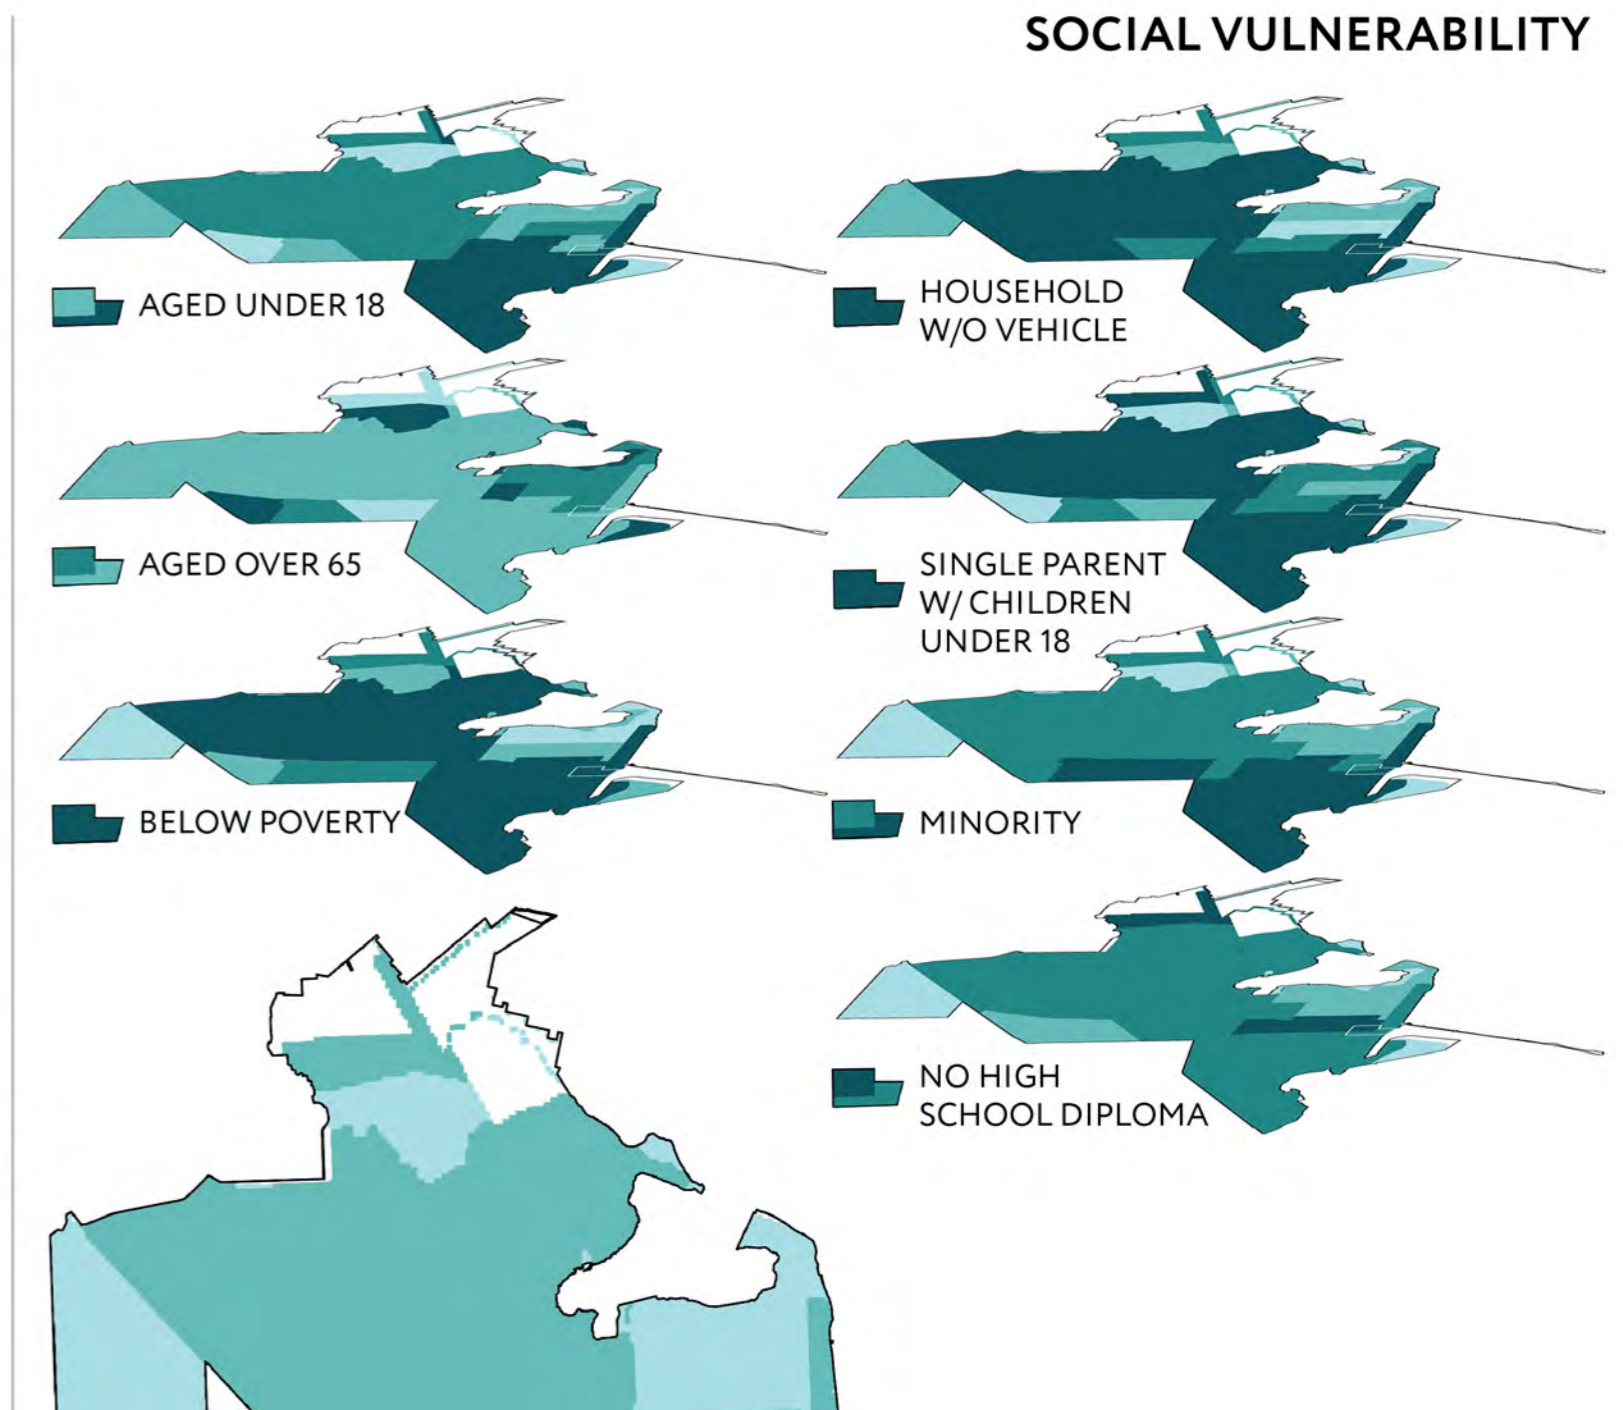 SOCIAL VULNERABILITY
AGED UNDER 18
HOUSEHOLD
W/O VEHICLE
AGED OVER 65
SINGLE PARENT
W/ CHILDREN
UNDER 18
BELOW POVERTY
MINORITY
NO HIGH
SCHOOL DIPLOMA